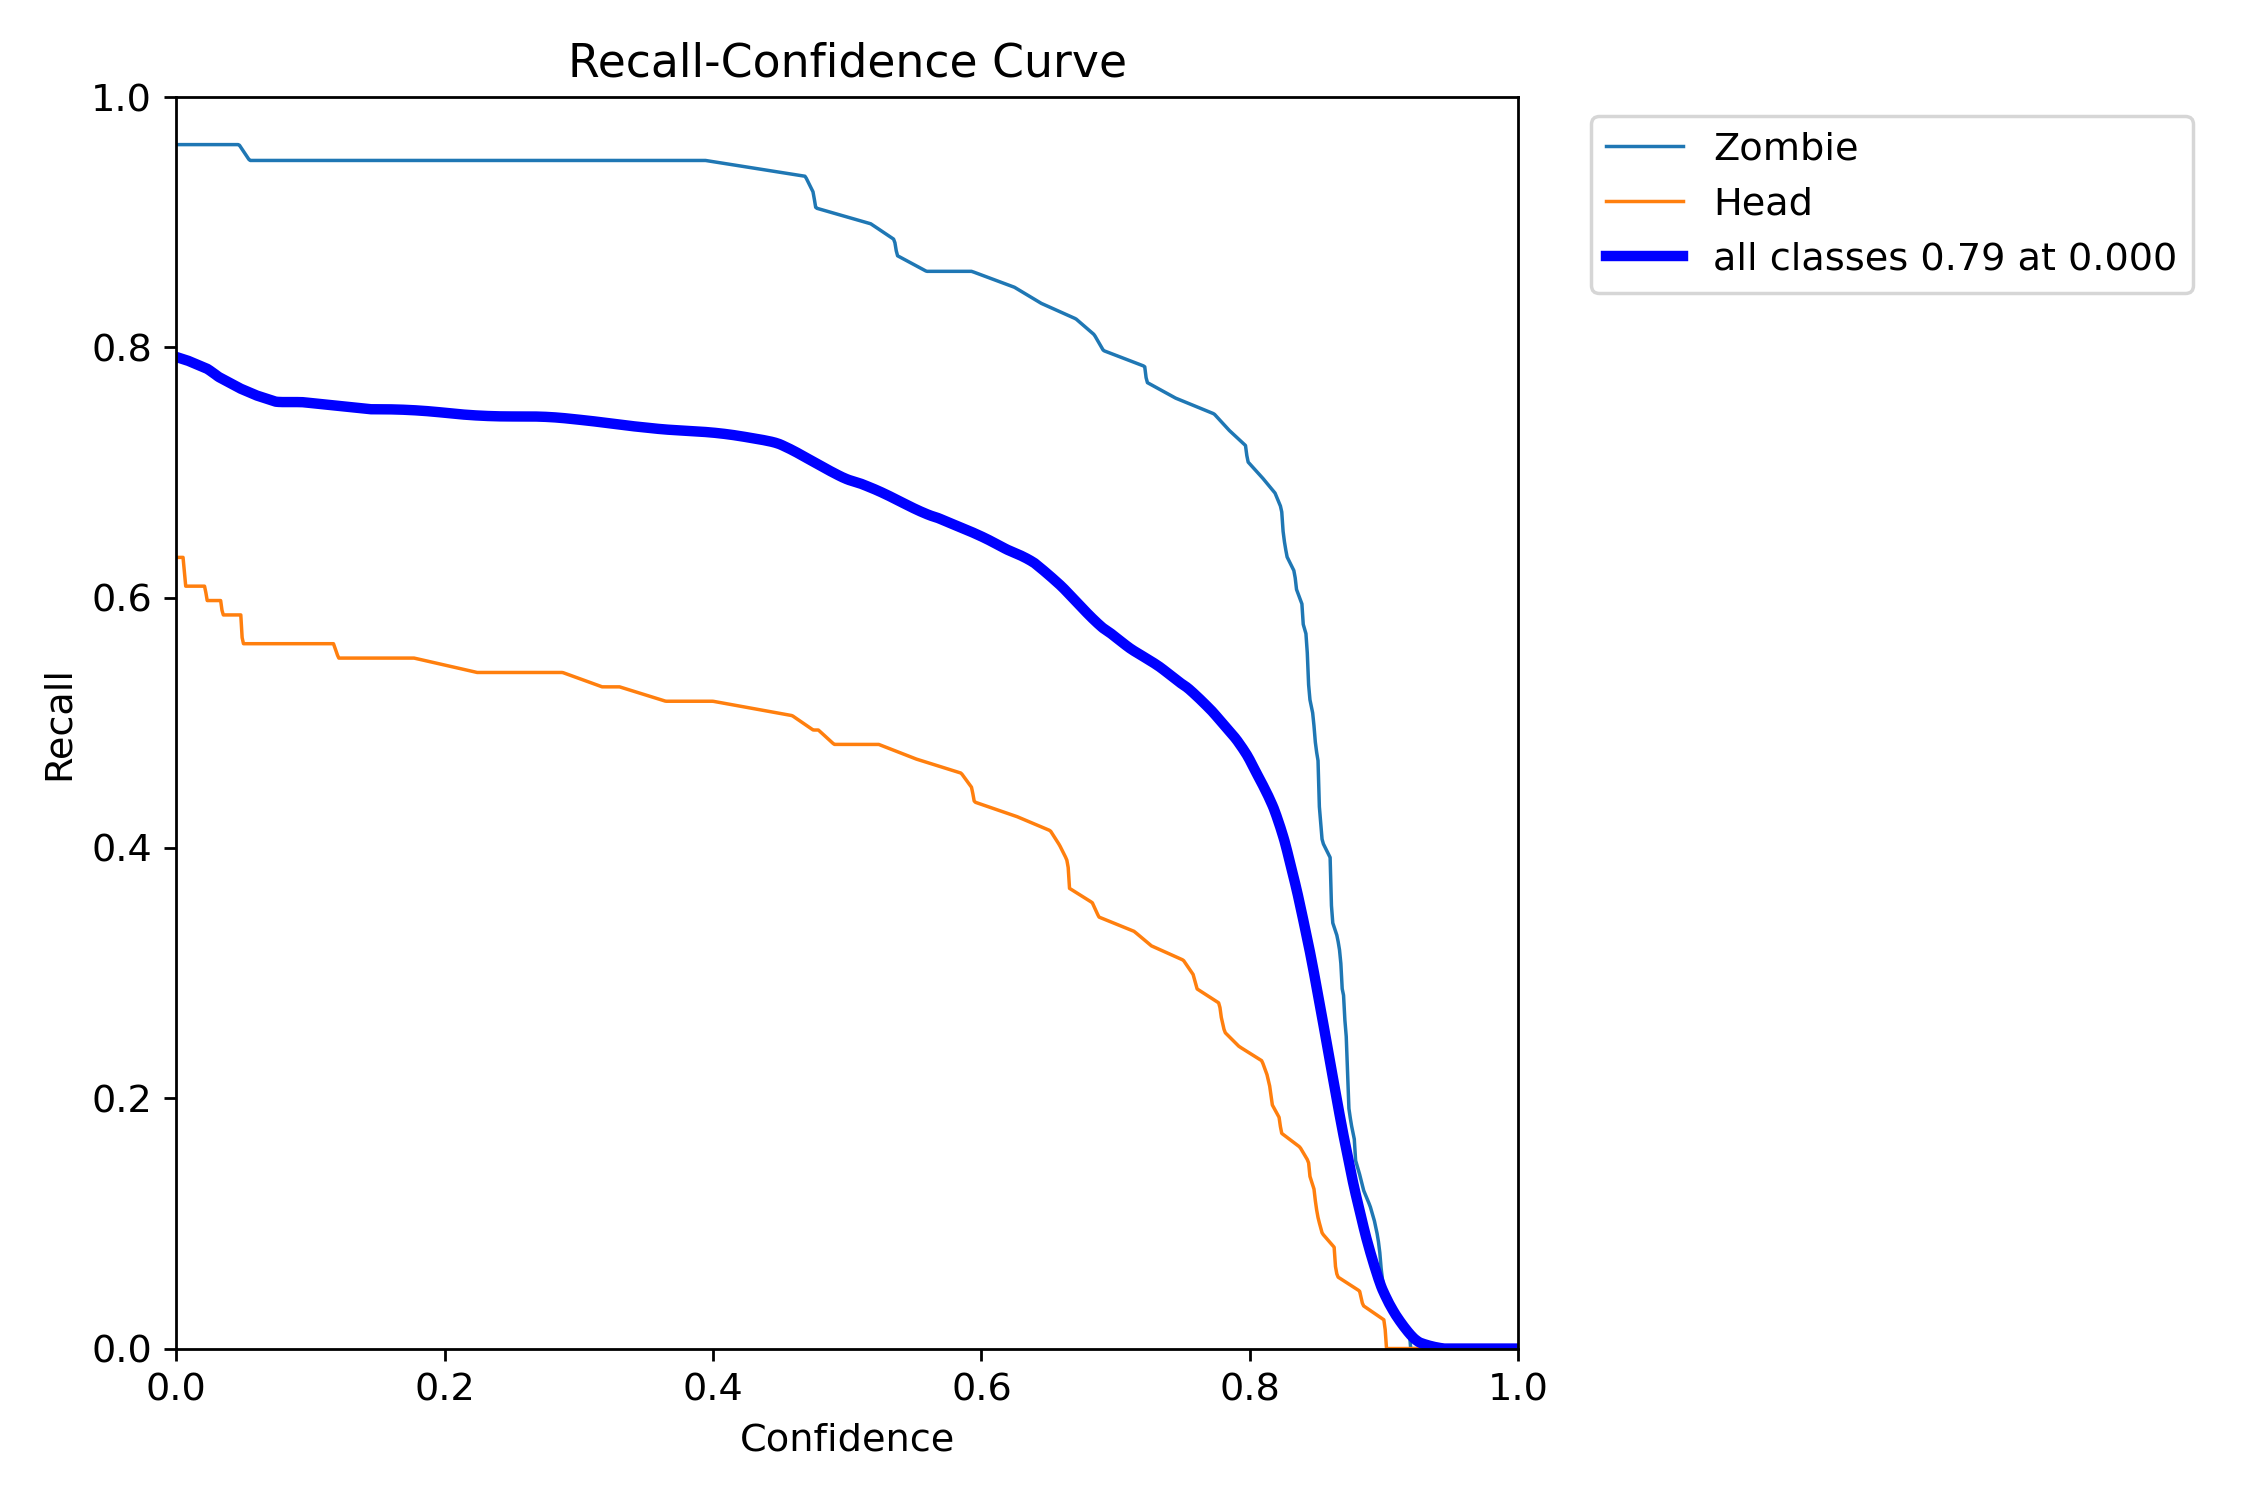 Recall-Confidence Curve
1.0
0.8
0.6
0.4
0.2
0.0
Recall
0.0 0.2 0.4 0.6 0.8 1.0
Confidence
Zombie
Head
all classes 0.79 at 0.000